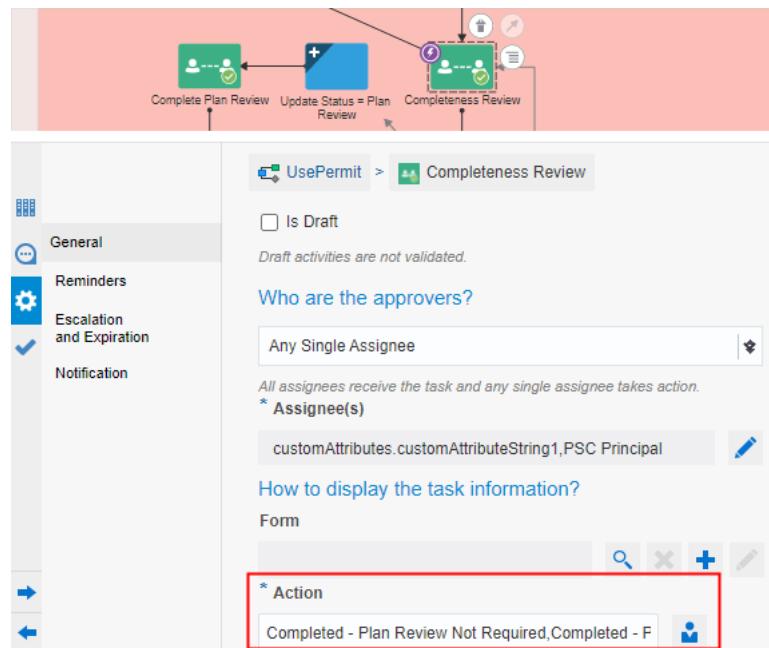 Complete Plan Review
Update Status = Plan
Review
Completeness Review
UsePermit > Completeness Review
Is Draft
Draft activities are not validated.
General
Reminders
Escalation
and Expiration
Notification
Who are the approvers?
Any Single Assignee
All assignees receive the task and any single assignee takes action.
* Assignee(s)
customAttributes.customAttributeString1,PSC Principal
How to display the task information?
Form
* Action
Completed - Plan Review Not Required,Completed - F